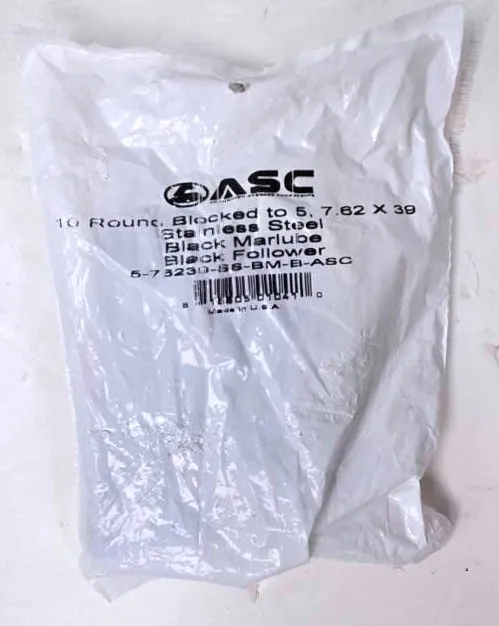 ASC
10 Round, Blocked to 5, 7.62 X 39
Stainless Steel
Black Marlube
Black Follower
5-76239-SS-BM-B-ASC
Made in U.S.A.